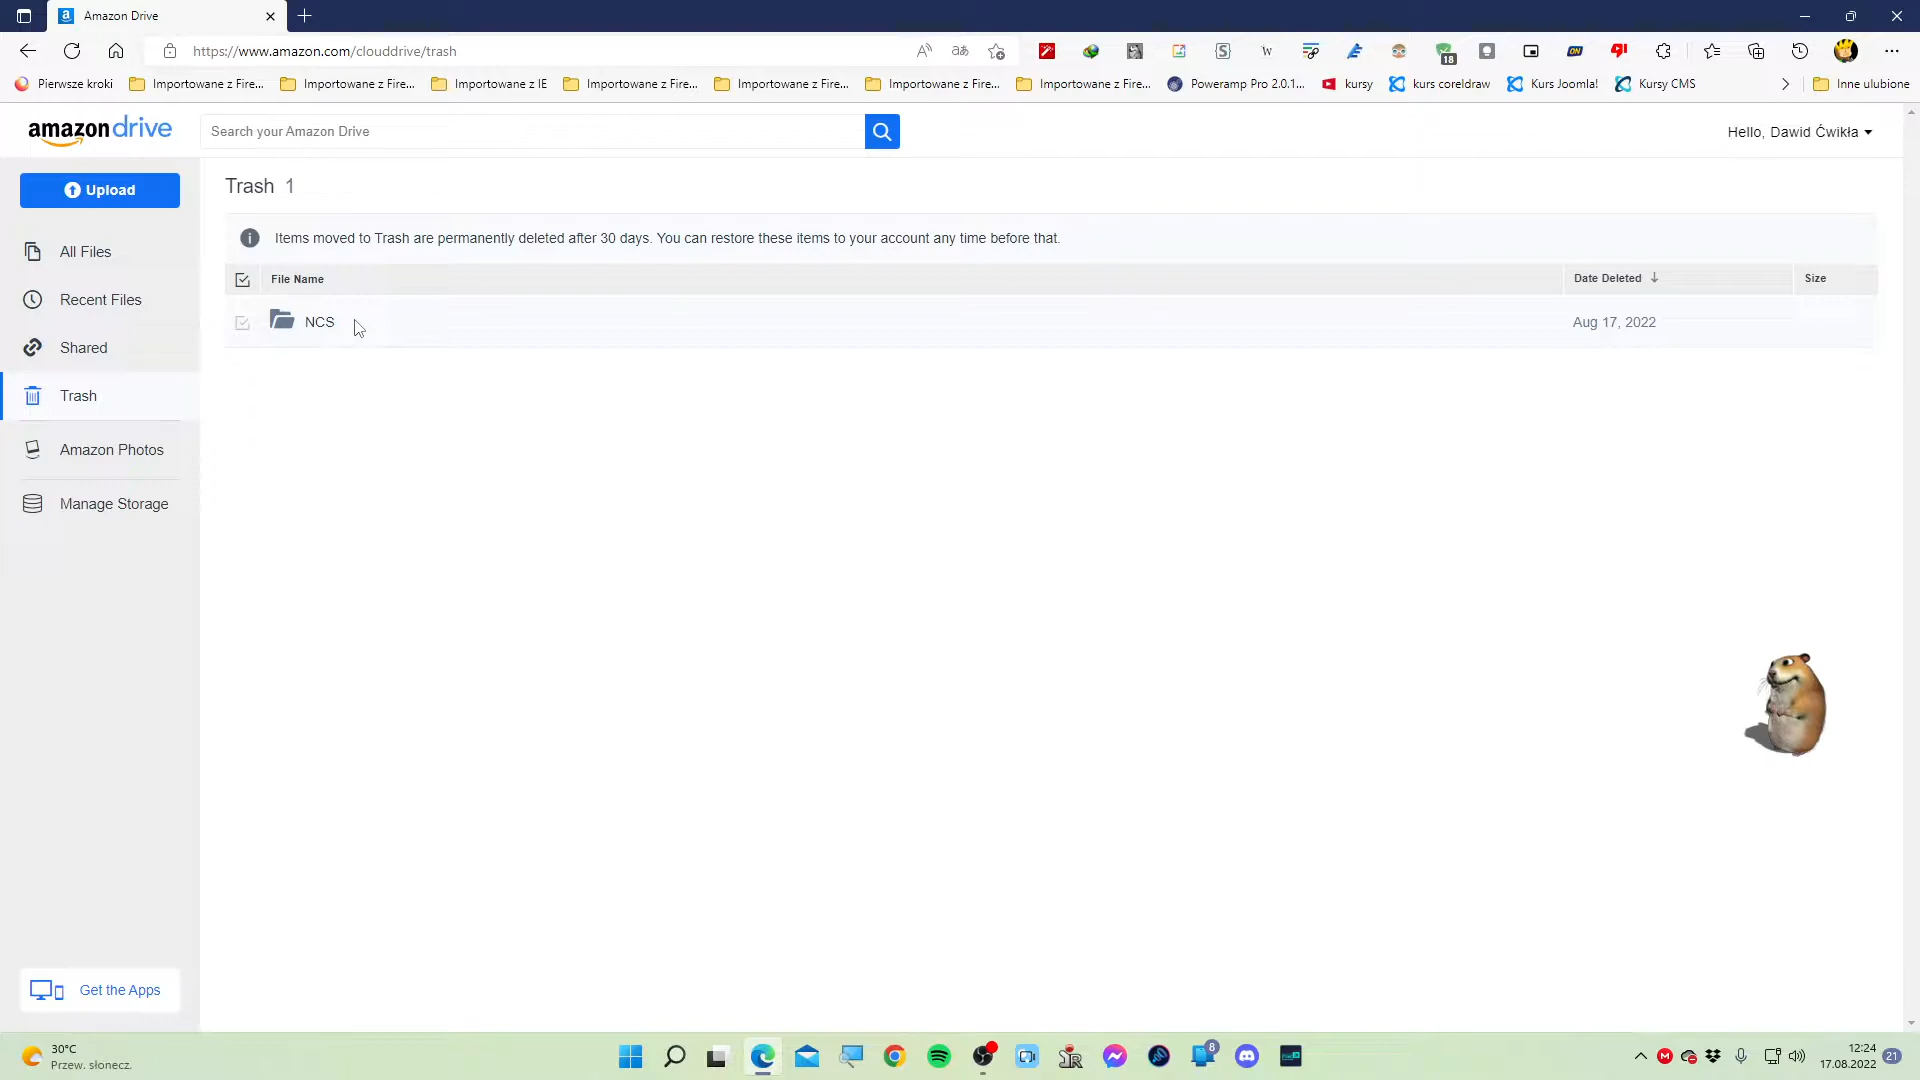 Amazon Drive
https://www.amazon.com/clouddrive/trash
18
Pierwsze kroki
Importowane z Fire...
Importowane z Fire...
Importowane z IE
Importowane z Fire...
Importowane z Fire...
Importowane z Fire...
Importowane z Fire...
Poweramp Pro 2.0.1...
kursy
kurs coreldraw
Kurs Joomla!
Kursy CMS
Inne ulubione
amazon drive
Search your Amazon Drive
Hello, Dawid Ćwikła
Upload
All Files
Recent Files
Shared
Trash
Amazon Photos
Manage Storage
Get the Apps
Trash 1
Items moved to Trash are permanently deleted after 30 days. You can restore these items to your account any time before that.
File Name
Date Deleted
Size
NCS
Aug 17, 2022
30°C
Przew. słonecz.
8
12:24
17.08.2022
21